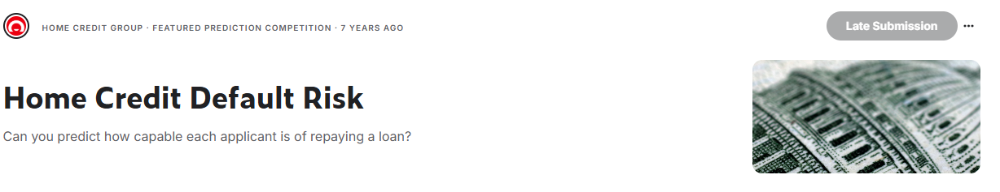 HOME CREDIT GROUP · FEATURED PREDICTION COMPETITION · 7 YEARS AGO
Late Submission
Home Credit Default Risk
Can you predict how capable each applicant is of repaying a loan?